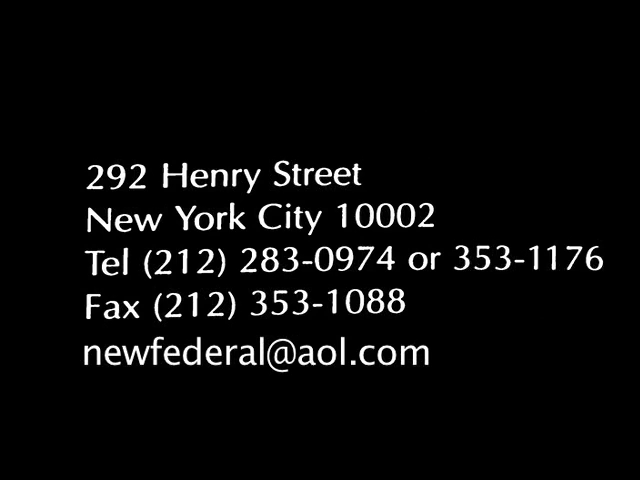 292 Henry Street
New York City 10002
Tel (212) 283-0974 or 353-1176
Fax (212) 353-1088
newfederal@aol.com